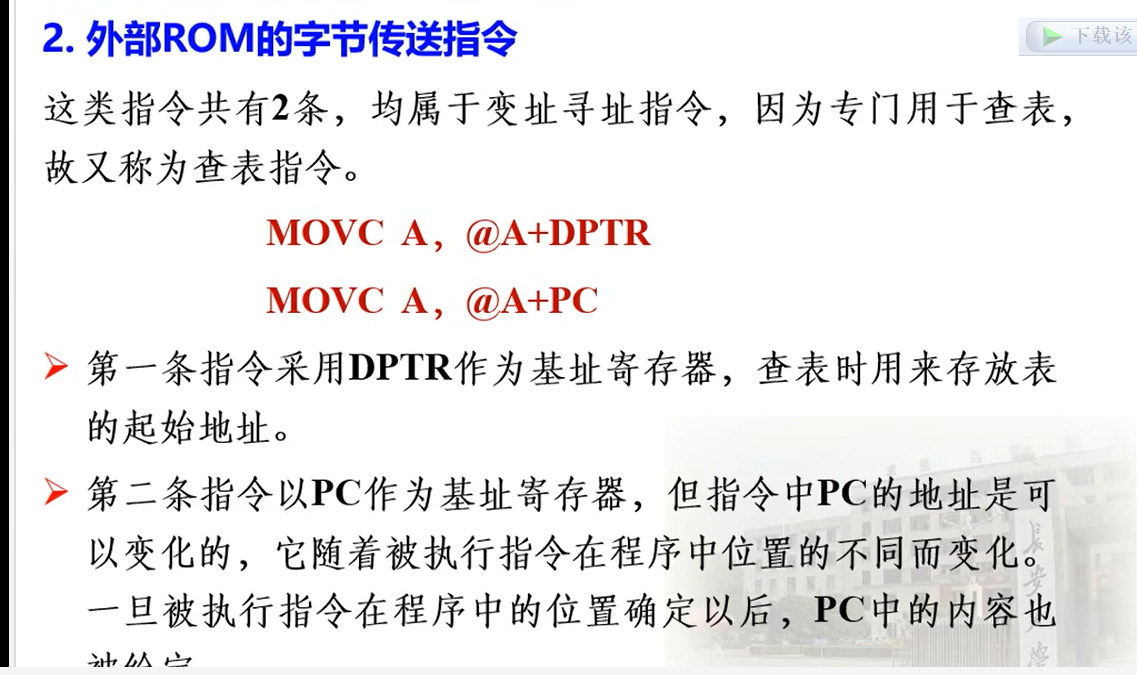 2. 外部ROM的字节传送指令
下载该
这类指令共有2条，均属于变址寻址指令，因为专门用于查表，
故又称为查表指令。
MOVC A，@A+DPTR
MOVC A，@A+PC
第一条指令采用DPTR作为基址寄存器，查表时用来存放表
的起始地址。
第二条指令以PC作为基址寄存器，但指令中PC的地址是可
以变化的，它随着被执行指令在程序中位置的不同而变化。
一旦被执行指令在程序中的位置确定以后，PC中的内容也
被给定